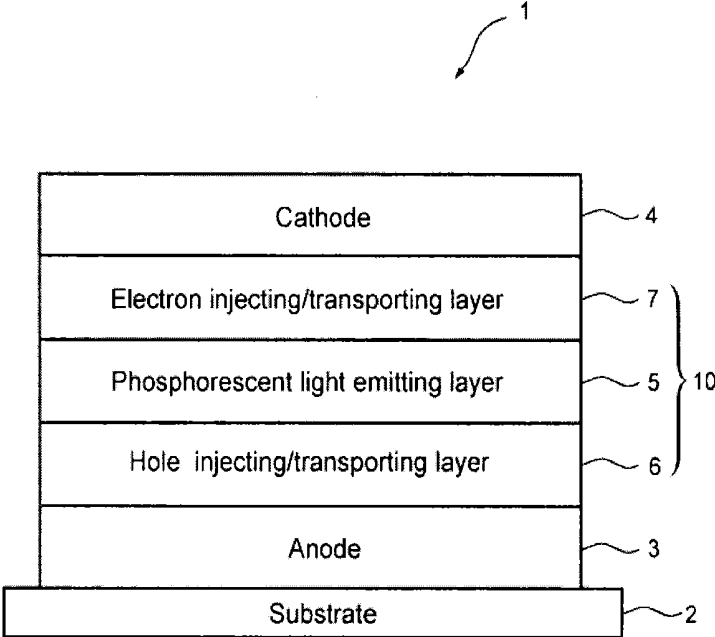 1
Cathode 4
Electron injecting/transporting layer 7
Phosphorescent light emitting layer 5 10
Hole injecting/transporting layer 6
Anode 3
Substrate 2